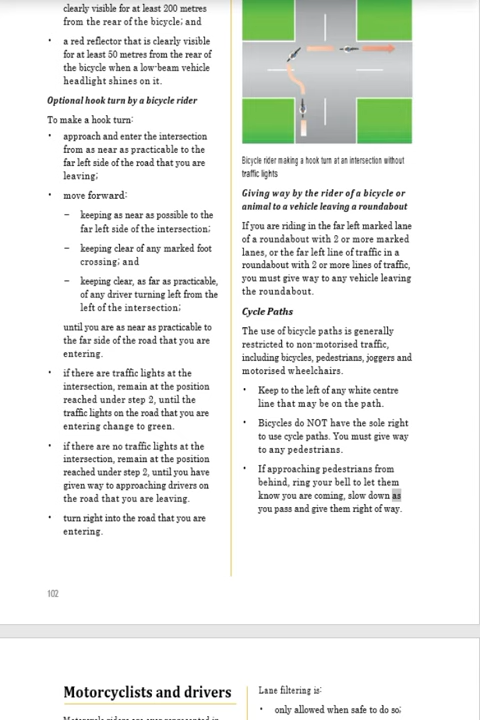 clearly visible for at least 200 metres
from the rear of the bicycle; and
• a red reflector that is clearly visible
for at least 50 metres from the rear of
the bicycle when a low-beam vehicle
headlight shines on it.
Optional hook turn by a bicycle rider
To make a hook turn:
• approach and enter the intersection
from as near as practicable to the
far left side of the road that you are
leaving;
• move forward:
– keeping as near as possible to the
far left side of the intersection;
– keeping clear of any marked foot
crossing; and
– keeping clear, as far as practicable,
of any driver turning left from the
left of the intersection;
until you are as near as practicable to
the far side of the road that you are
entering.
• if there are traffic lights at the
intersection, remain at the position
reached under step 2, until the
traffic lights on the road that you are
entering change to green.
• if there are no traffic lights at the
intersection, remain at the position
reached under step 2, until you have
given way to approaching drivers on
the road that you are leaving.
• turn right into the road that you are
entering.
Bicycle rider making a hook turn at an intersection without
traffic lights
Giving way by the rider of a bicycle or
animal to a vehicle leaving a roundabout
If you are riding in the far left marked lane
of a roundabout with 2 or more marked
lanes, or the far left line of traffic in a
roundabout with 2 or more lines of traffic,
you must give way to any vehicle leaving
the roundabout.
Cycle Paths
The use of bicycle paths is generally
restricted to non-motorised traffic,
including bicycles, pedestrians, joggers and
motorised wheelchairs.
• Keep to the left of any white centre
line that may be on the path.
• Bicycles do NOT have the sole right
to use cycle paths. You must give way
to any pedestrians.
• If approaching pedestrians from
behind, ring your bell to let them
know you are coming, slow down as
you pass and give them right of way.
102
Motorcyclists and drivers
Lane filtering is:
• only allowed when safe to do so;